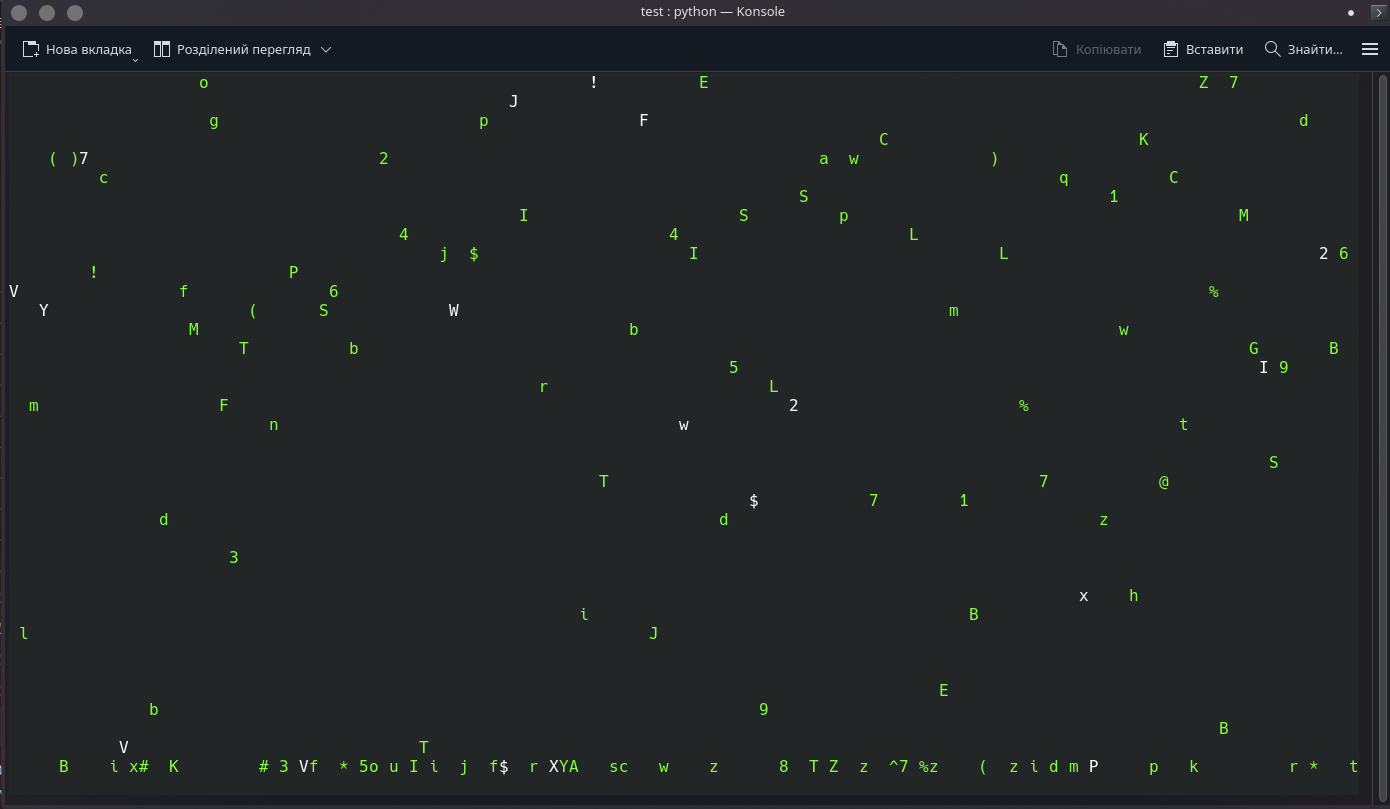 test : python — Konsole
Нова вкладка Розділений перегляд Копіювати Вставити Знайти...
o ! E Z 7
J
g p F d
C K
( )7 2 a w )
c q C
S 1
I S p M
4 4 L
j $ I L 2 6
! P
V f 6 %
Y ( S W m
M b w
T b G B
5 I 9
r L
m F 2 %
n w t
S
T 7 @
$ 7 1
d d z
3
x h
i B
l J
E
b 9
B
V T
B i x# K # 3 Vf * 5o u I i j f$ r XYA sc w z 8 T Z z ^7 %z ( z i d m P p k r * t